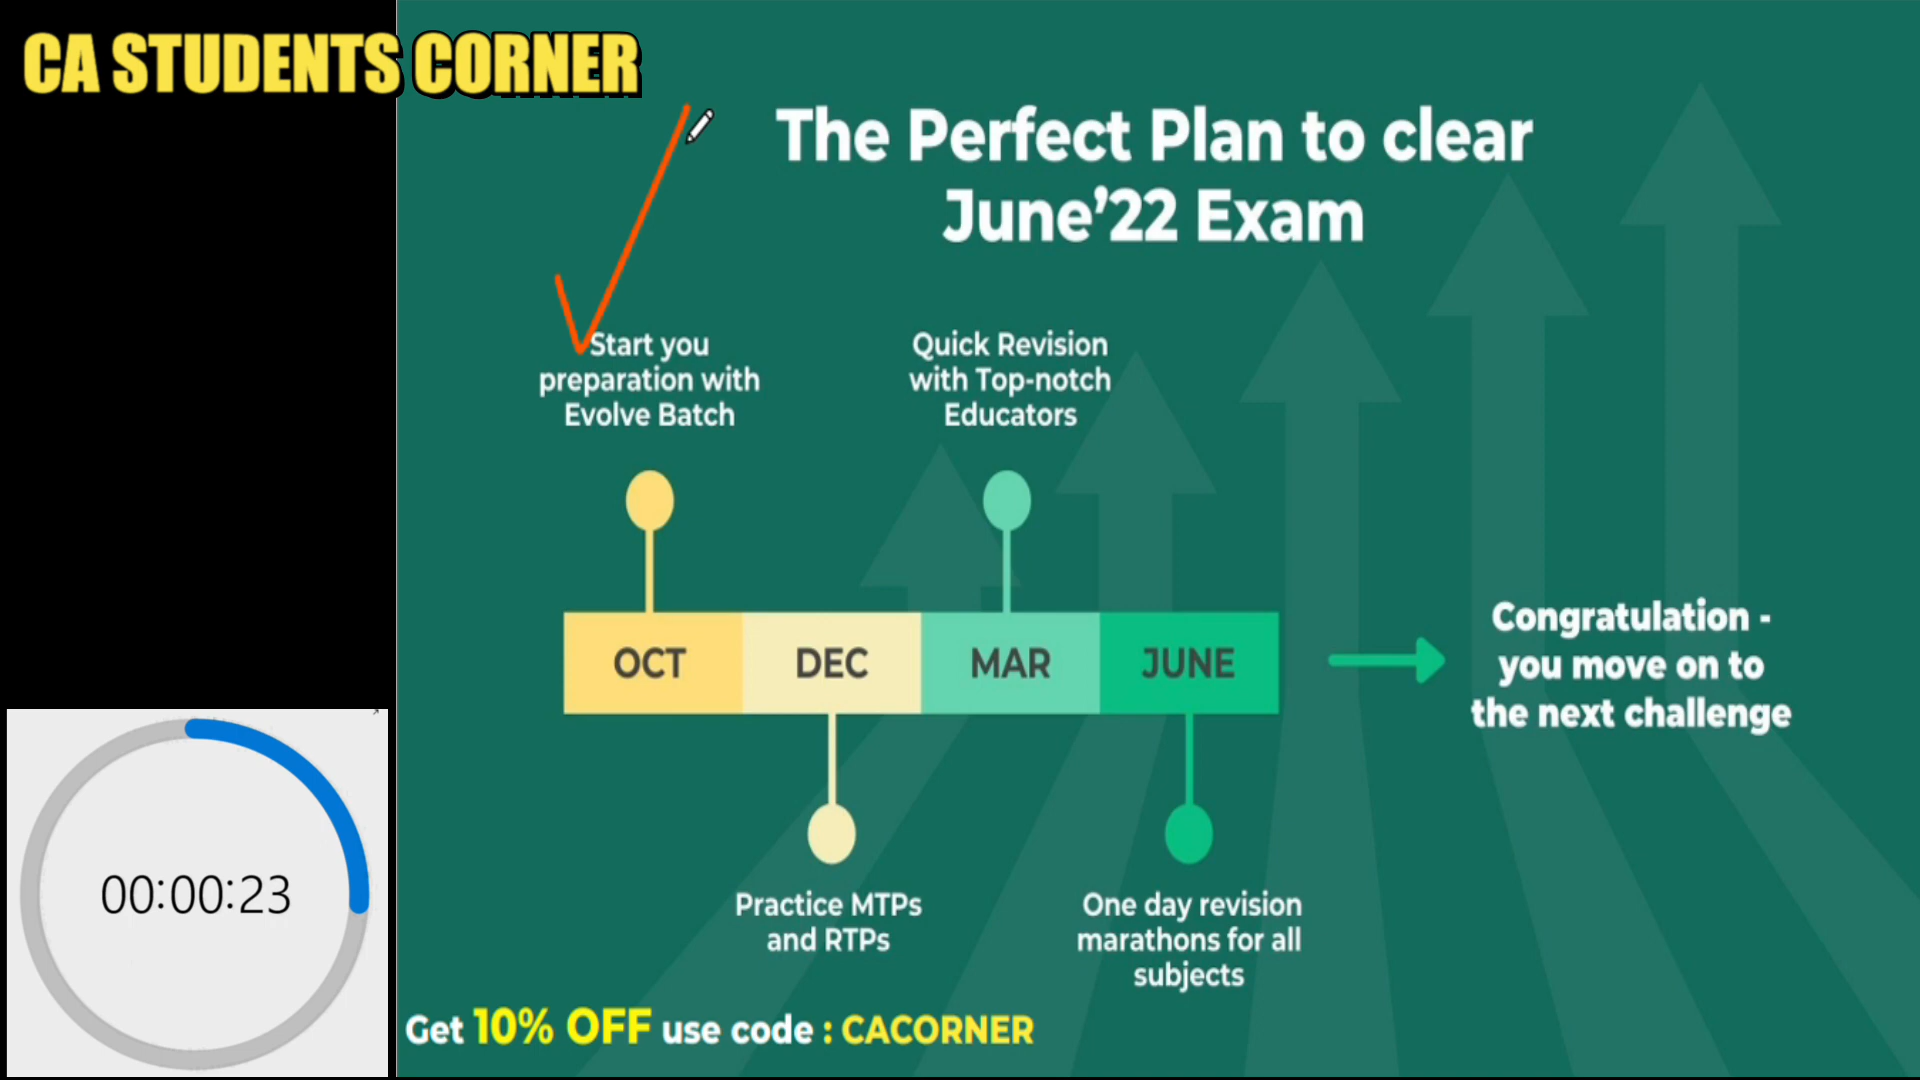 CA STUDENTS CORNER
The Perfect Plan to clear
June'22 Exam
Start you
preparation with
Evolve Batch
Quick Revision
with Top-notch
Educators
OCT
DEC
MAR
JUNE
Congratulation -
you move on to
the next challenge
00:00:23
Practice MTPs
and RTPs
One day revision
marathons for all
subjects
Get 10% OFF use code : CACORNER